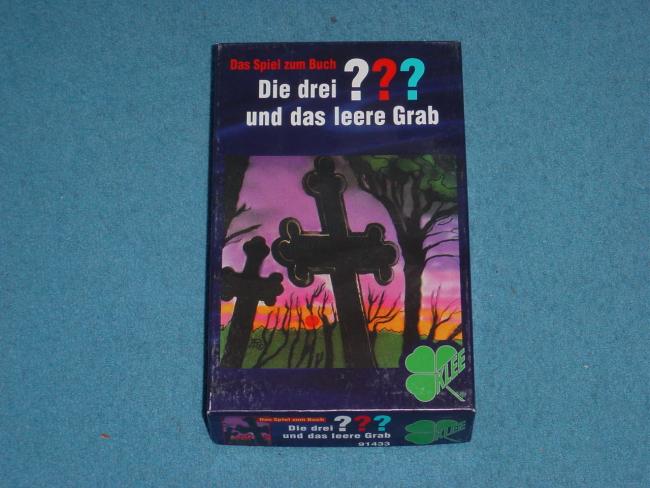 Das Spiel zum Buch
Die drei ???
und das leere Grab
KLEE
Das Spiel zum Buch
Die drei ???
und das leere Grab
91433
KLEE